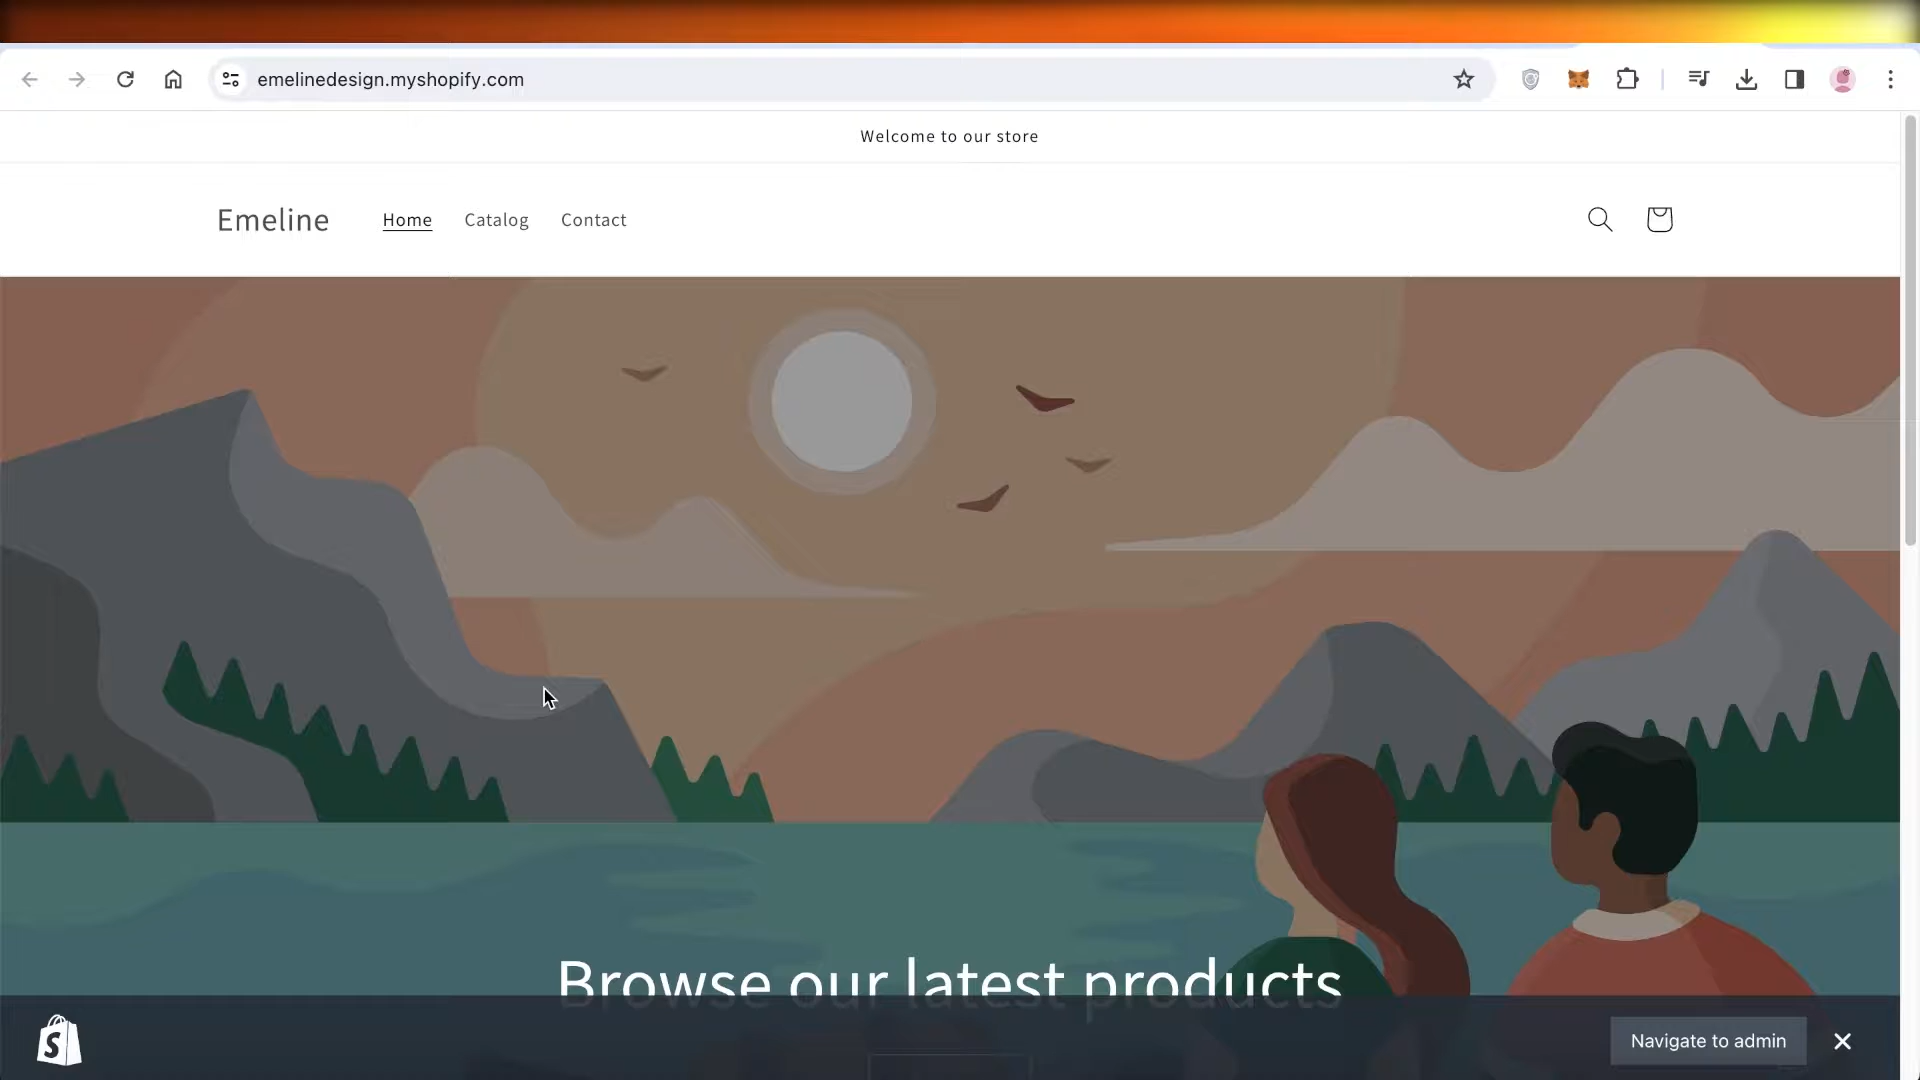 emelinedesign.myshopify.com
Welcome to our store
Emeline
Home Catalog Contact
Browse our latest products
Navigate to admin